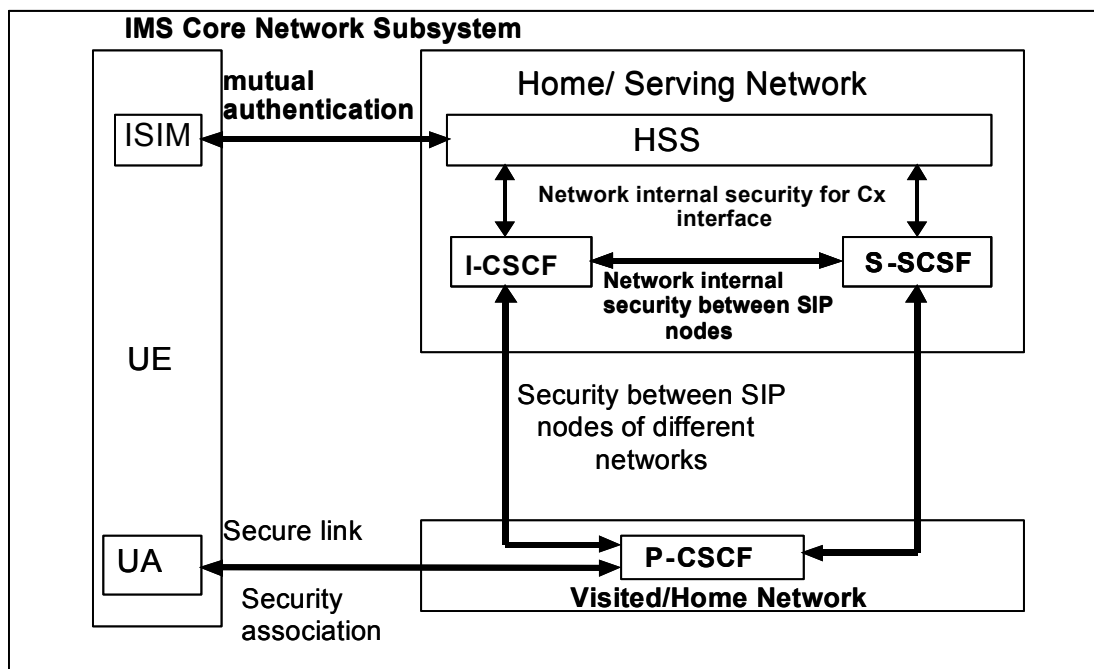 IMS Core Network Subsystem
mutual
authentication
Home/ Serving Network
ISIM
HSS
Network internal security for Cx
interface
I-CSCF
S-SCSF
Network internal
security between SIP
nodes
UE
Security between SIP
nodes of different
networks
Secure link
UA
P-CSCF
Security
association
Visited/Home Network